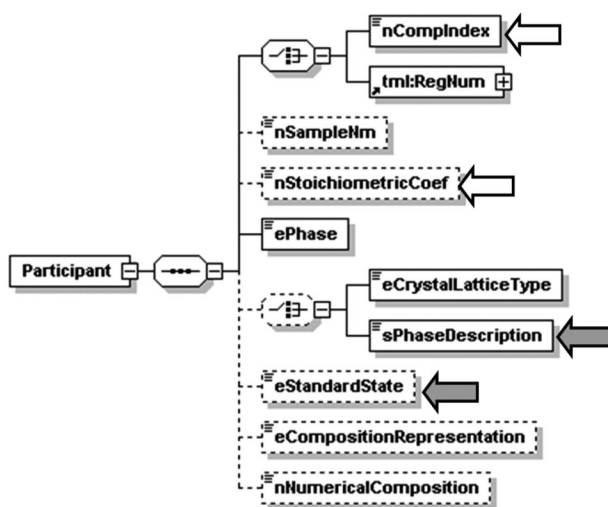 nCompIndex
tml:RegNum
nSampleNm
nStoichiometricCoef
ePhase
Participant
eCrystalLatticeType
sPhaseDescription
eStandardState
eCompositionRepresentation
nNumericalComposition